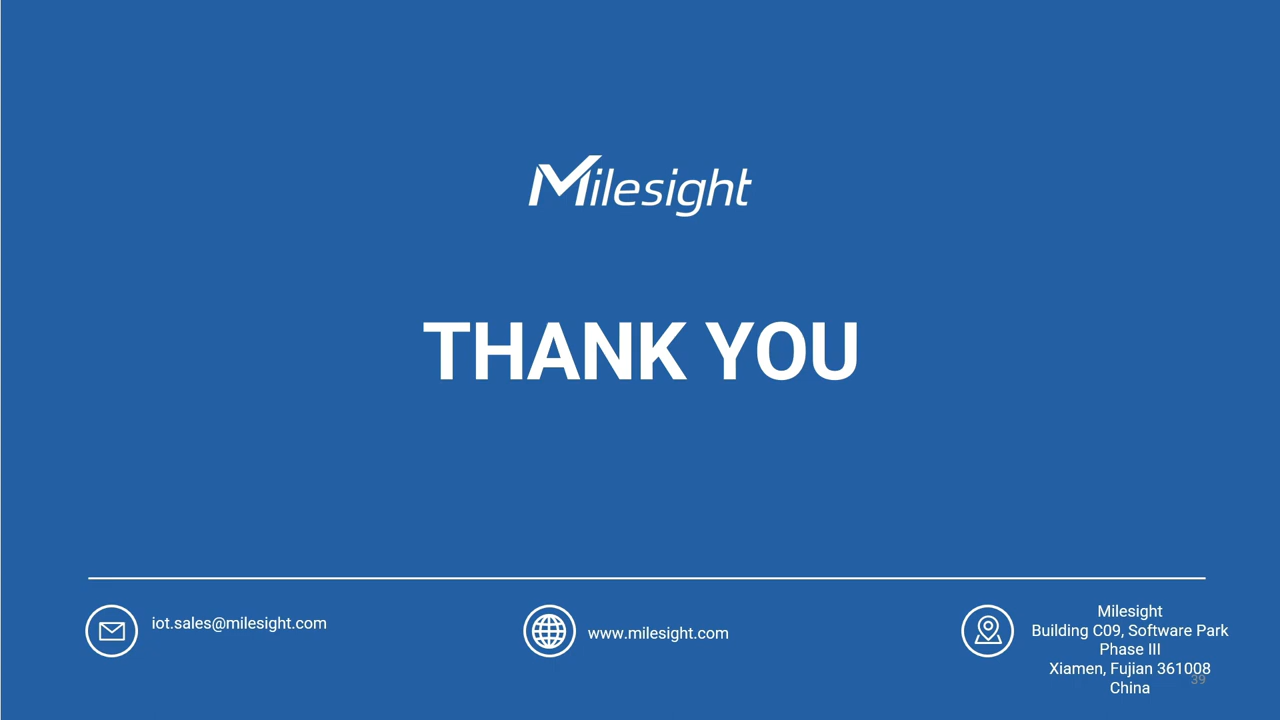 Milesight
THANK YOU
iot.sales@milesight.com
www.milesight.com
Milesight
Building C09, Software Park
Phase III
Xiamen, Fujian 361008
China
39